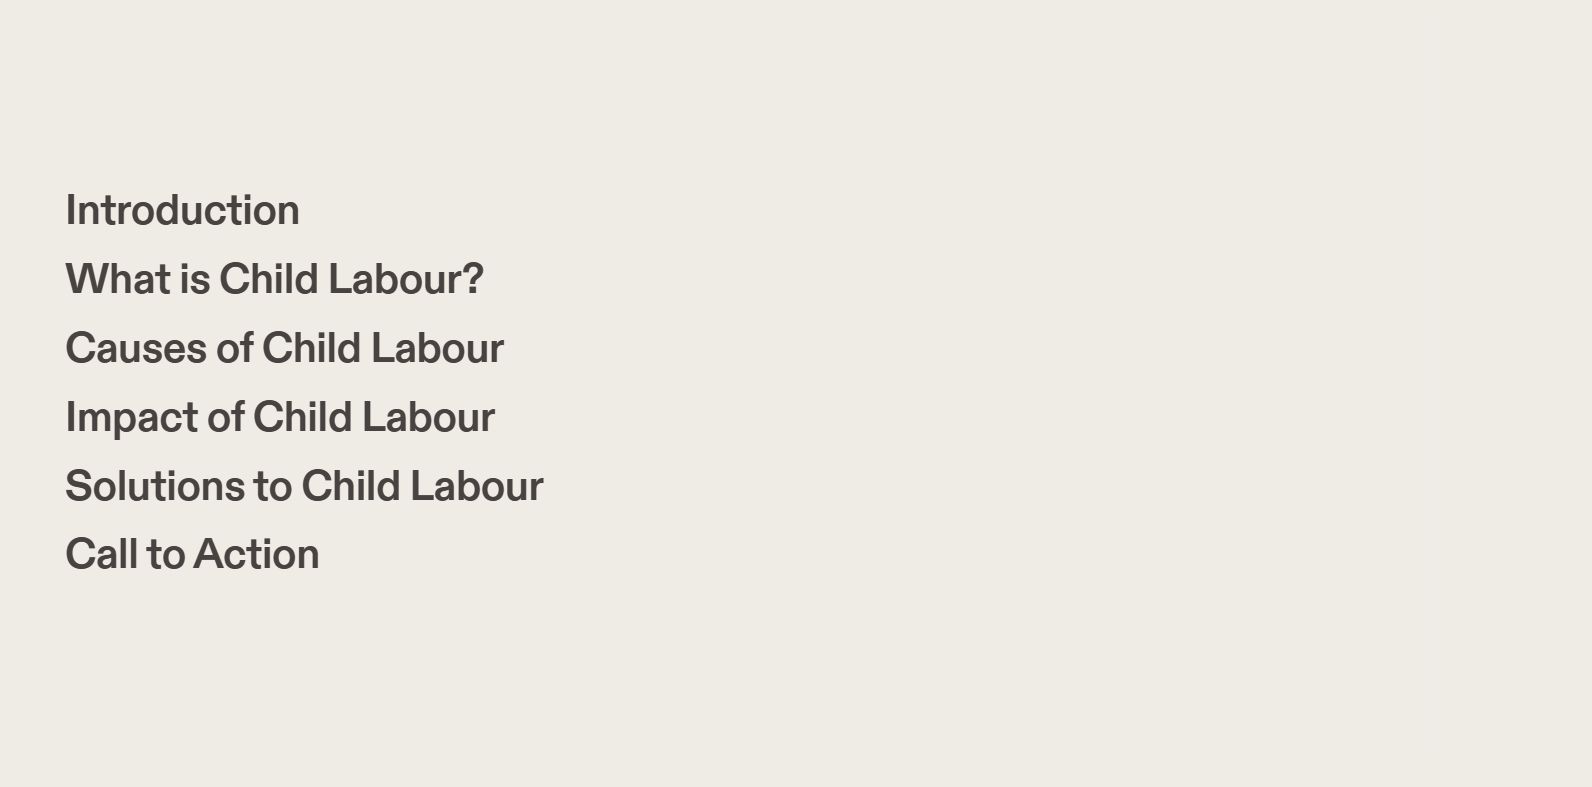 Introduction
What is Child Labour?
Causes of Child Labour
Impact of Child Labour
Solutions to Child Labour
Call to Action